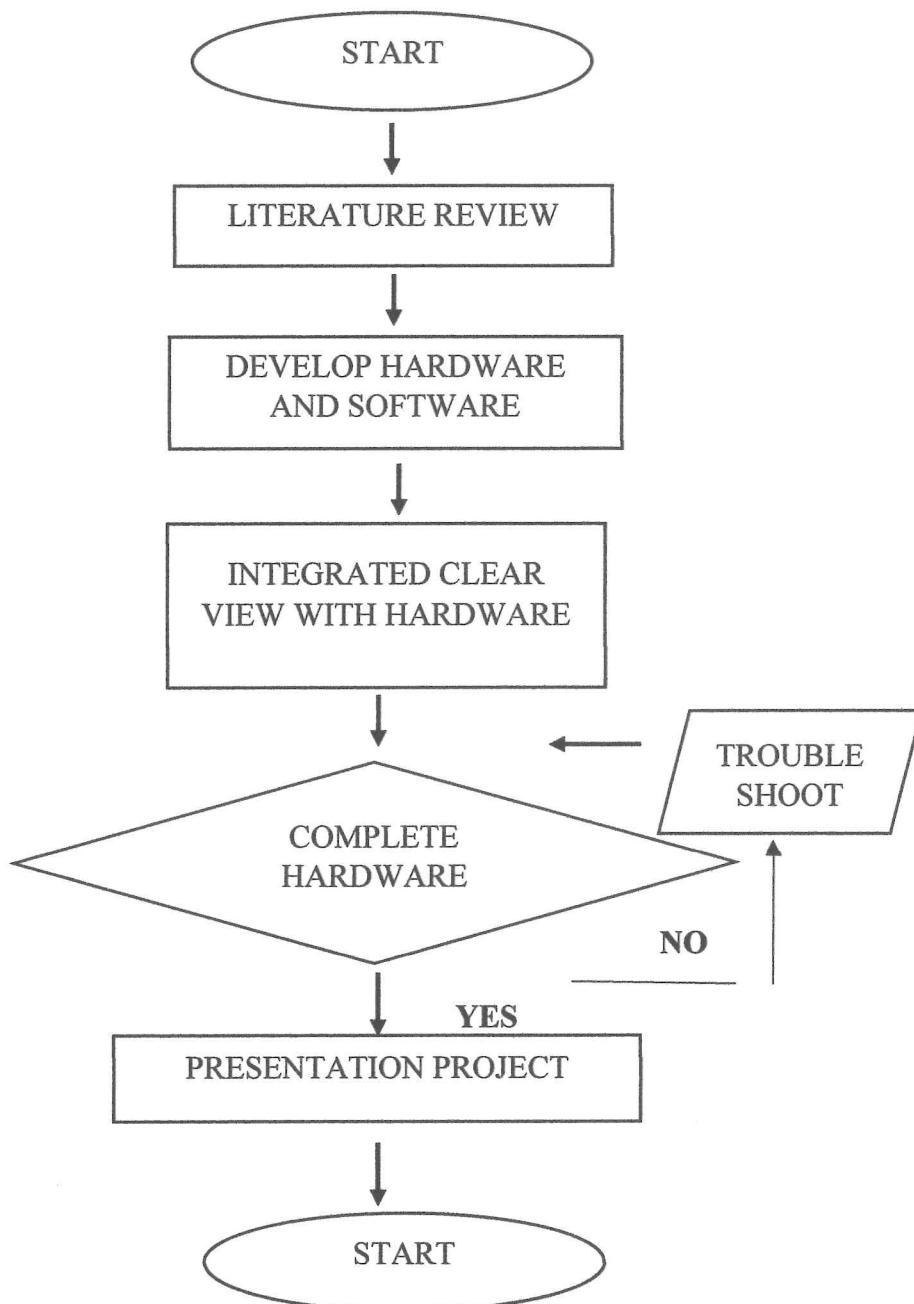 START
LITERATURE REVIEW
DEVELOP HARDWARE
AND SOFTWARE
INTEGRATED CLEAR
VIEW WITH HARDWARE
TROUBLE
SHOOT
COMPLETE
HARDWARE
NO
YES
PRESENTATION PROJECT
START